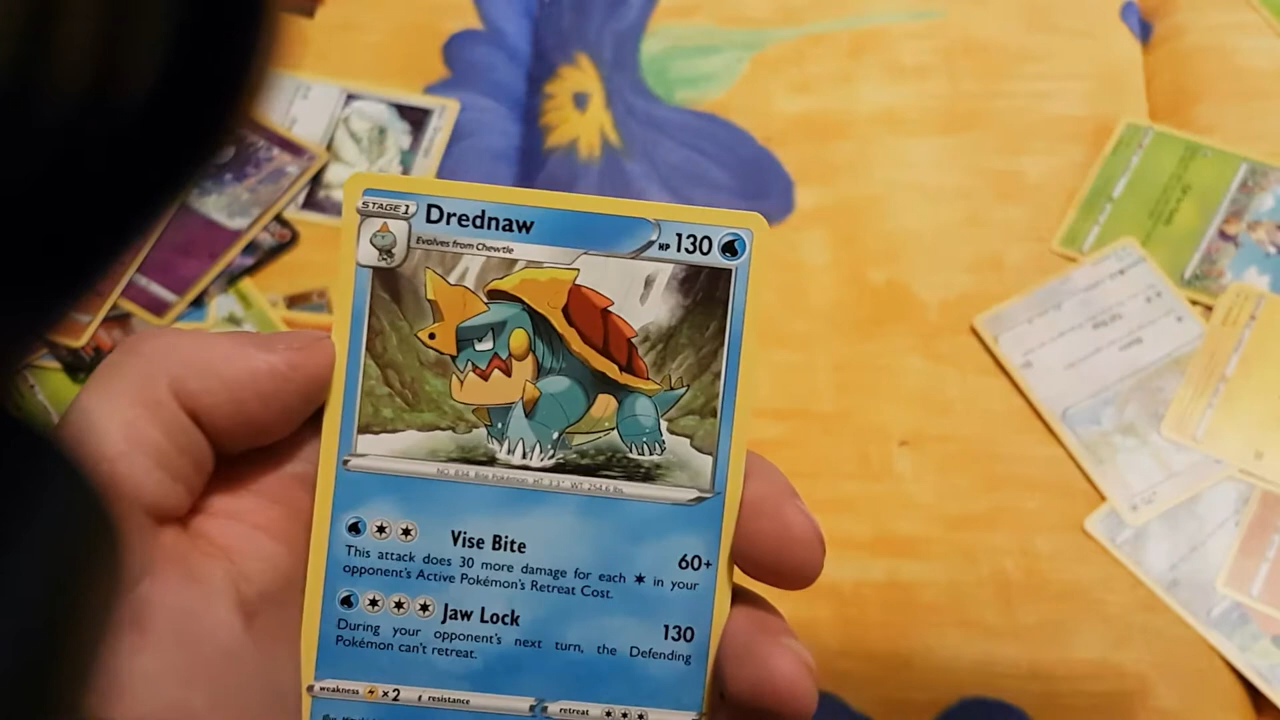 STAGE 1
Drednaw
HP 130
Evolves from Chewtle
NO. 834 Bite Pokémon HT 3'3" WT. 254.6 lbs.
Vise Bite 60+
This attack does 30 more damage for each ✶ in your
opponent's Active Pokémon's Retreat Cost.
Jaw Lock 130
During your opponent's next turn, the Defending
Pokémon can't retreat.
weakness ×2 resistance retreat